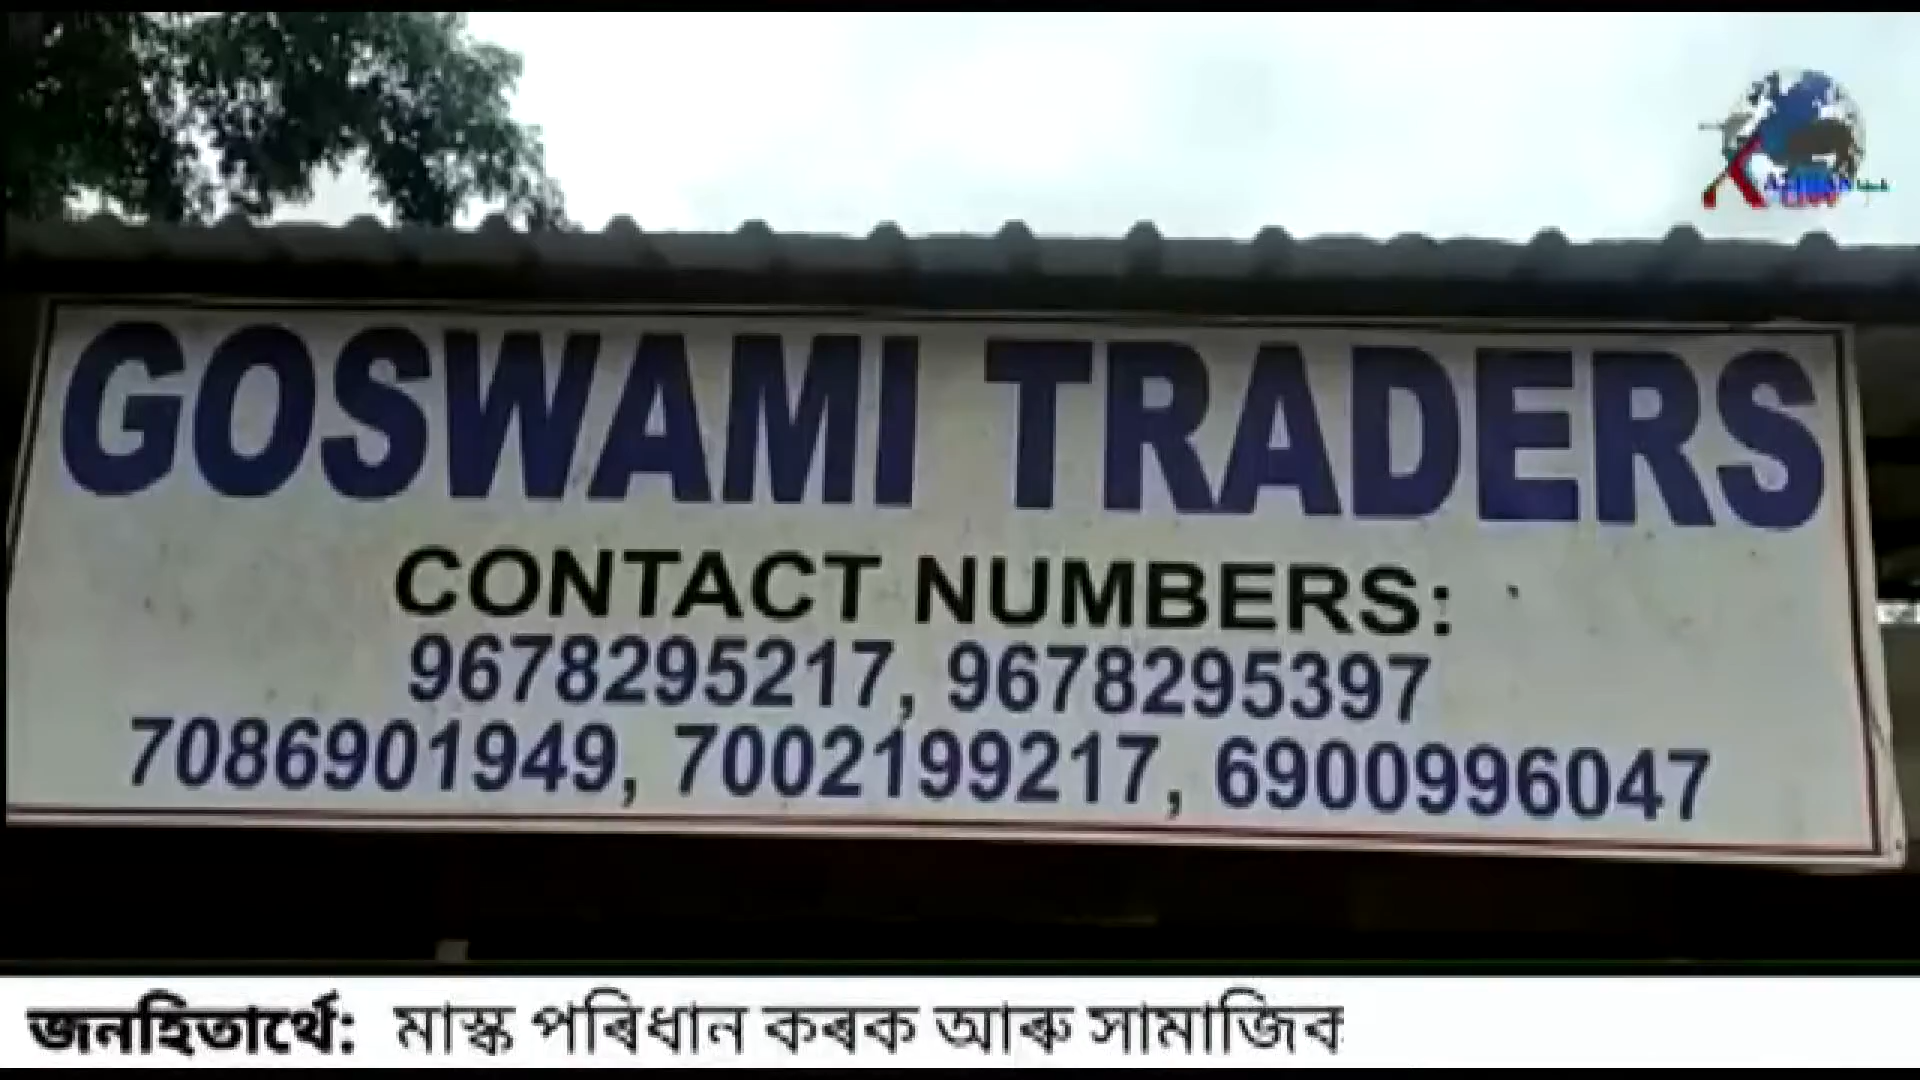 GOSWAMI TRADERS
CONTACT NUMBERS:
9678295217, 9678295397
7086901949, 7002199217, 6900996047
জনহিতাৰ্থে: মাস্ক পৰিধান কৰক আৰু সামাজিক